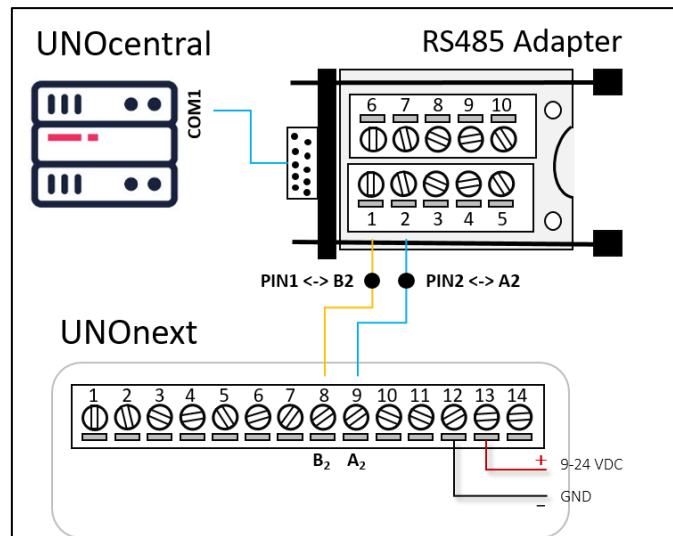 UNOcentral
RS485 Adapter
COM1
6 7 8 9 10
1 2 3 4 5
PIN1 <-> B2
PIN2 <-> A2
UNOnext
1 2 3 4 5 6 7 8 9 10 11 12 13 14
B₂ A₂
+ 9-24 VDC
– GND